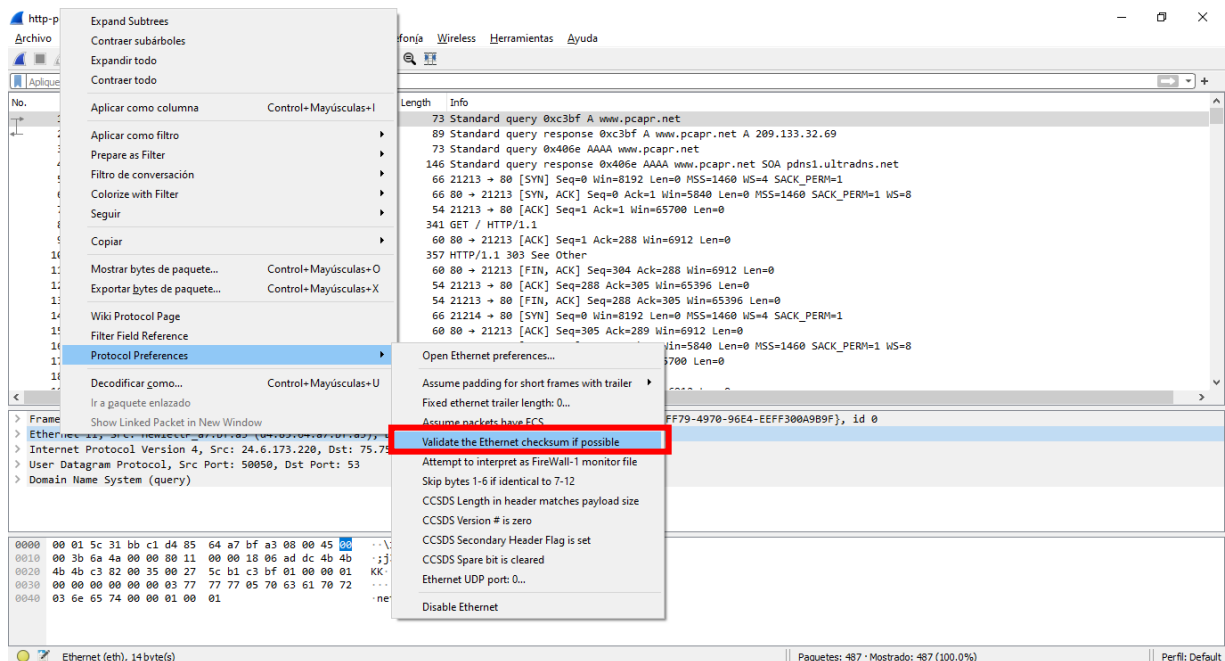 http-p
Archivo
efonía Wireless Herramientas Ayuda
Aplique
No.
Length Info
73 Standard query 0xc3bf A www.pcapr.net
89 Standard query response 0xc3bf A www.pcapr.net A 209.133.32.69
73 Standard query 0x406e AAAA www.pcapr.net
146 Standard query response 0x406e AAAA www.pcapr.net SOA pdns1.ultradns.net
66 21213 → 80 [SYN] Seq=0 Win=8192 Len=0 MSS=1460 WS=4 SACK_PERM=1
66 80 → 21213 [SYN, ACK] Seq=0 Ack=1 Win=5840 Len=0 MSS=1460 SACK_PERM=1 WS=8
54 21213 → 80 [ACK] Seq=1 Ack=1 Win=65700 Len=0
341 GET / HTTP/1.1
60 80 → 21213 [ACK] Seq=1 Ack=288 Win=6912 Len=0
357 HTTP/1.1 303 See Other
60 80 → 21213 [FIN, ACK] Seq=304 Ack=288 Win=6912 Len=0
54 21213 → 80 [ACK] Seq=288 Ack=305 Win=65396 Len=0
54 21213 → 80 [FIN, ACK] Seq=288 Ack=305 Win=65396 Len=0
66 21214 → 80 [SYN] Seq=0 Win=8192 Len=0 MSS=1460 WS=4 SACK_PERM=1
60 80 → 21213 [ACK] Seq=305 Ack=289 Win=6912 Len=0
Win=5840 Len=0 MSS=1460 SACK_PERM=1 WS=8
5700 Len=0
Expand Subtrees
Contraer subárboles
Expandir todo
Contraer todo
Aplicar como columna Control+Mayúsculas+I
Aplicar como filtro
Prepare as Filter
Filtro de conversación
Colorize with Filter
Seguir
Copiar
Mostrar bytes de paquete... Control+Mayúsculas+O
Exportar bytes de paquete... Control+Mayúsculas+X
Wiki Protocol Page
Filter Field Reference
Protocol Preferences
Decodificar como... Control+Mayúsculas+U
Ir a paquete enlazado
Show Linked Packet in New Window
Open Ethernet preferences...
Assume padding for short frames with trailer
Fixed ethernet trailer length: 0...
Assume packets have FCS
Validate the Ethernet checksum if possible
Attempt to interpret as FireWall-1 monitor file
Skip bytes 1-6 if identical to 7-12
CCSDS Length in header matches payload size
CCSDS Version # is zero
CCSDS Secondary Header Flag is set
CCSDS Spare bit is cleared
Ethernet UDP port: 0...
Disable Ethernet
Frame
FF79-4970-96E4-EEFF300A9B9F}, id 0
Ethernet II, Src: HewlettP_a7:bf:a3 (d4:85:64:a7:bf:a3),
Internet Protocol Version 4, Src: 24.6.173.220, Dst: 75.75
User Datagram Protocol, Src Port: 50050, Dst Port: 53
Domain Name System (query)
0000 00 01 5c 31 bb c1 d4 85 64 a7 bf a3 08 00 45 00 ··\
0010 00 3b 6a 4a 00 00 80 11 00 00 18 06 ad dc 4b 4b ·;j
0020 4b 4b c3 82 00 35 00 27 5c b1 c3 bf 01 00 00 01 KK·
0030 00 00 00 00 00 00 03 77 77 77 05 70 63 61 70 72 ···
0040 03 6e 65 74 00 00 01 00 01 ·ne
Ethernet (eth), 14 byte(s)
Paquetes: 487 · Mostrado: 487 (100.0%)
Perfil: Default